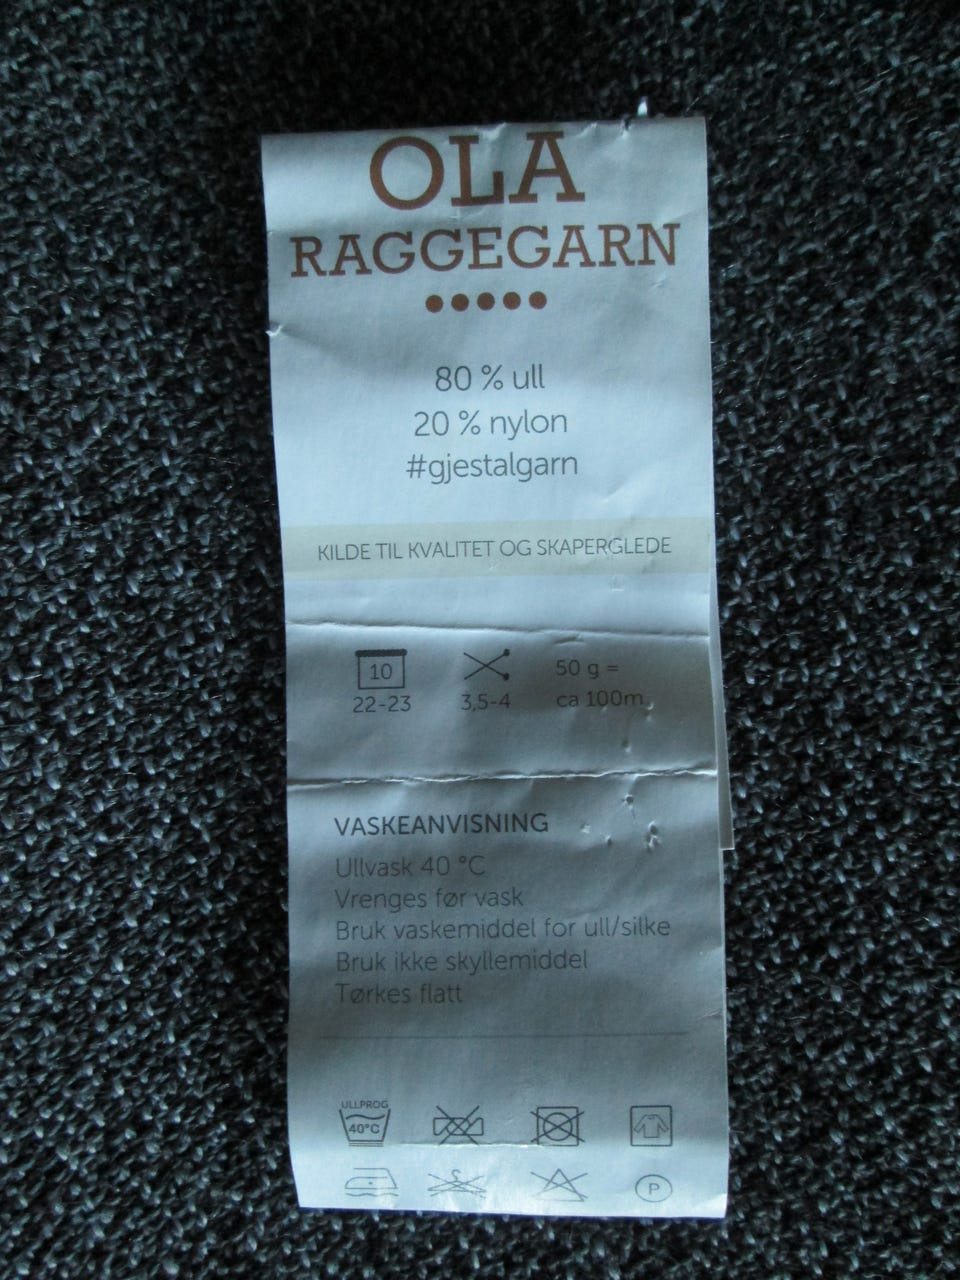 OLA
RAGGEGARN
80 % ull
20 % nylon
#gjestalgarn
KILDE TIL KVALITET OG SKAPERGLEDE
10
22-23
3,5-4
50 g =
ca 100m
VASKEANVISNING
Ullvask 40 °C
Vrenges før vask
Bruk vaskemiddel for ull/silke
Bruk ikke skyllemiddel
Tørkes flatt
ULLPROG
40°C
P